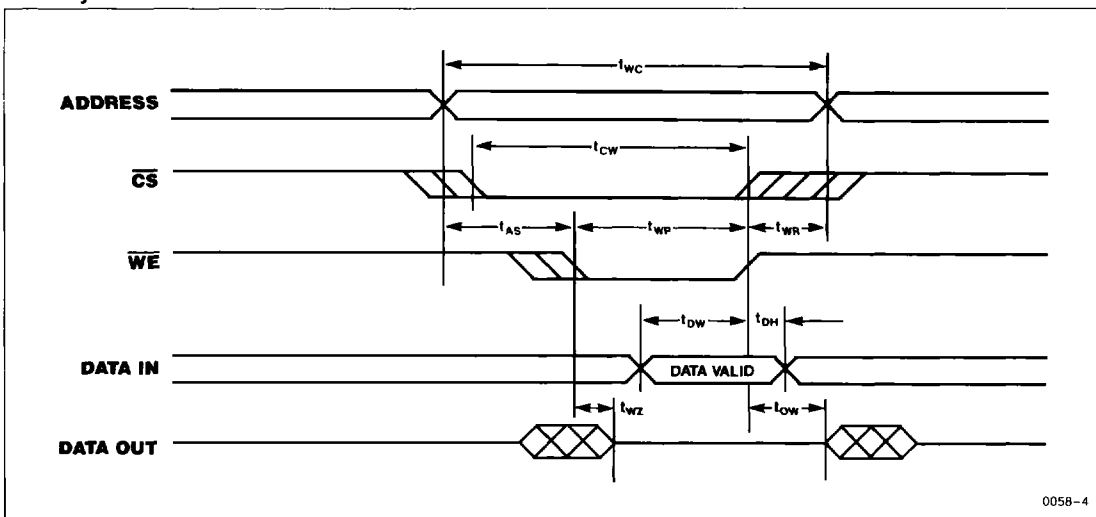 tWC
ADDRESS
tCW
CS
tAS
tWP
tWR
WE
tDW
tDH
DATA IN
DATA VALID
tWZ
tOW
DATA OUT
0058-4